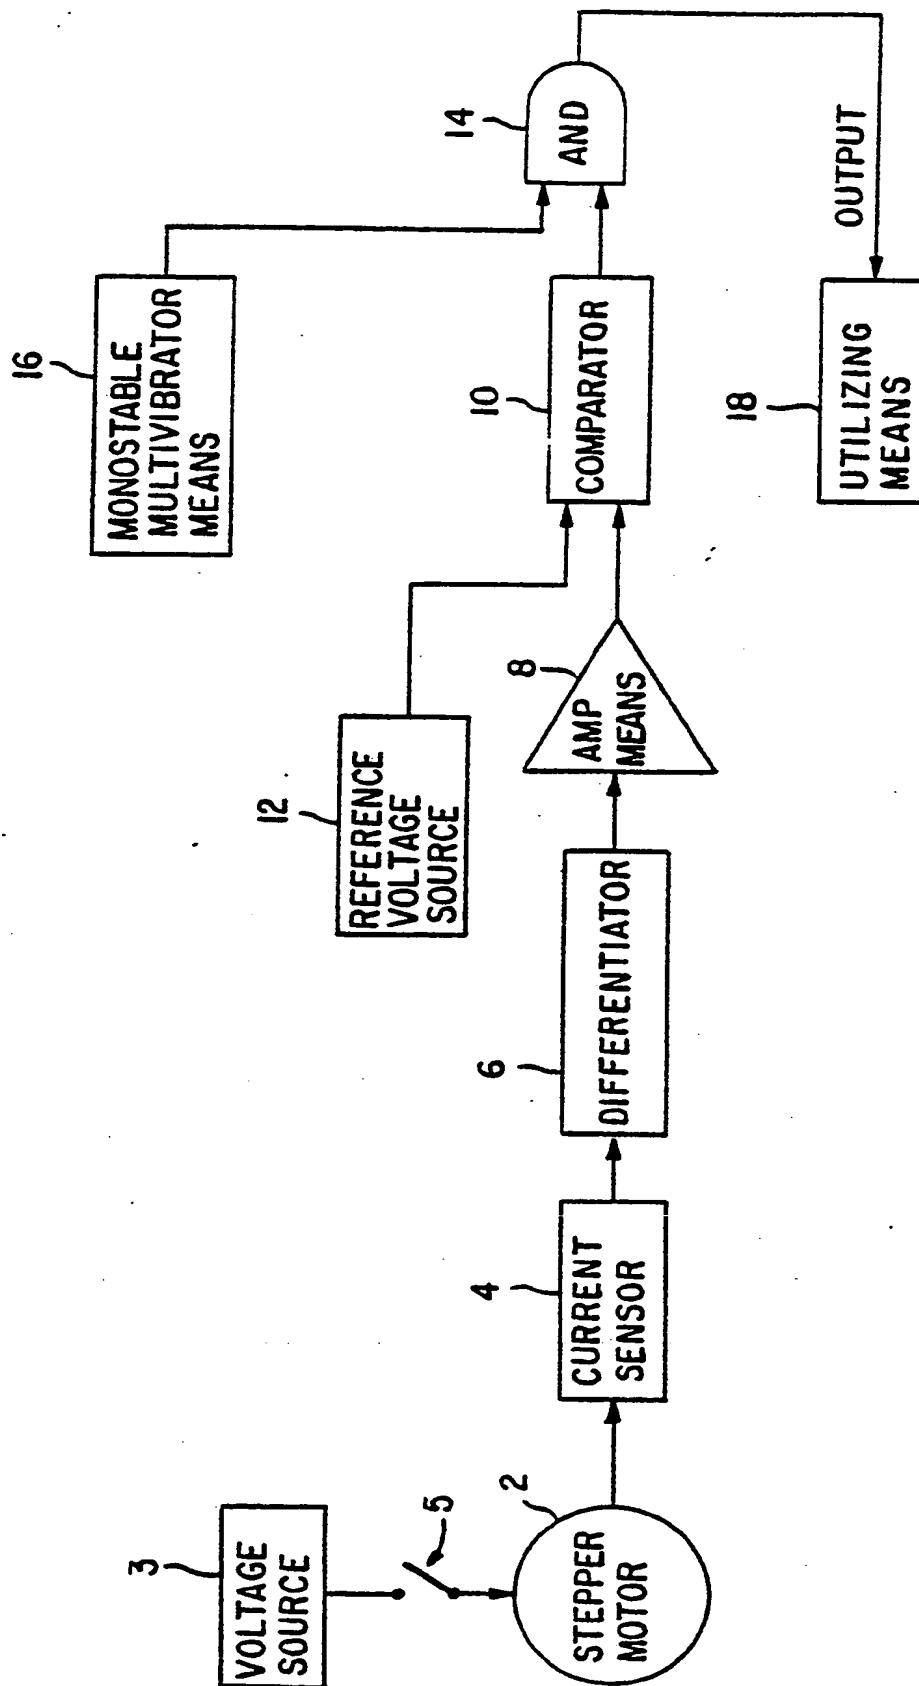 3
VOLTAGE
SOURCE
5
2
STEPPER
MOTOR
4
CURRENT
SENSOR
6
DIFFERENTIATOR
8
AMP
MEANS
12
REFERENCE
VOLTAGE
SOURCE
10
COMPARATOR
16
MONOSTABLE
MULTIVIBRATOR
MEANS
14
AND
OUTPUT
18
UTILIZING
MEANS